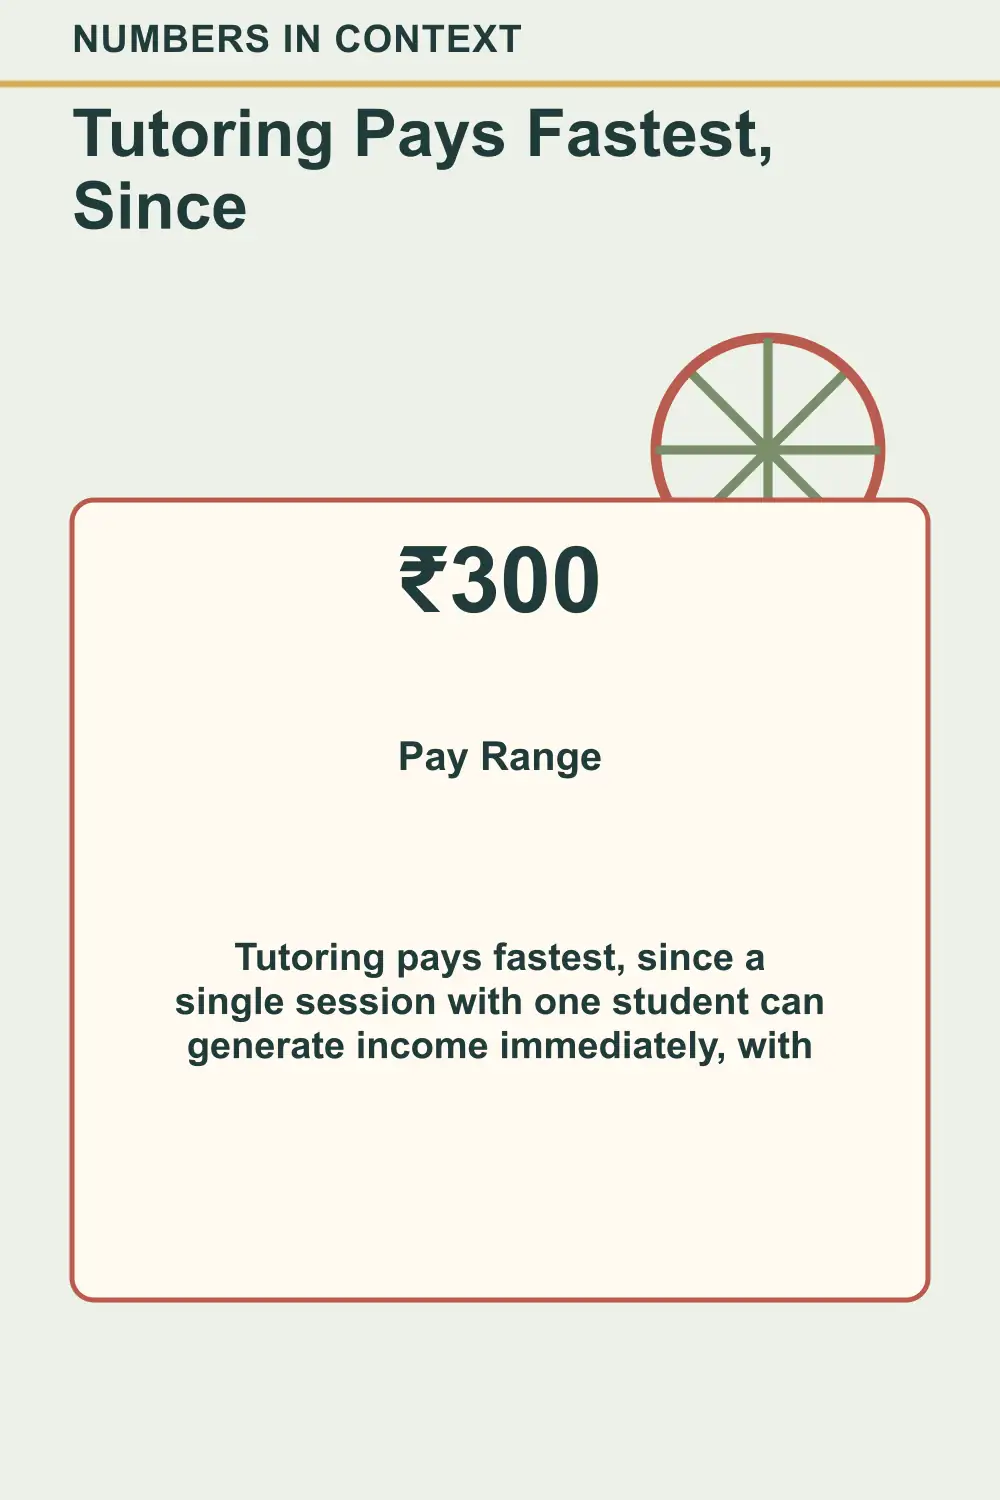 NUMBERS IN CONTEXT
Tutoring Pays Fastest,
Since
₹300
Pay Range
Tutoring pays fastest, since a
single session with one student can
generate income immediately, with